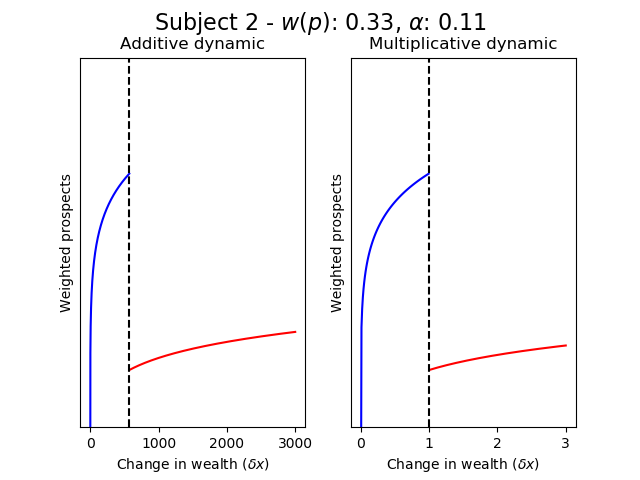 Subject 2 - w(p): 0.33, α: 0.11
Additive dynamic
Multiplicative dynamic
Weighted prospects
Weighted prospects
0 1000 2000 3000
0 1 2 3
Change in wealth (δx)
Change in wealth (δx)